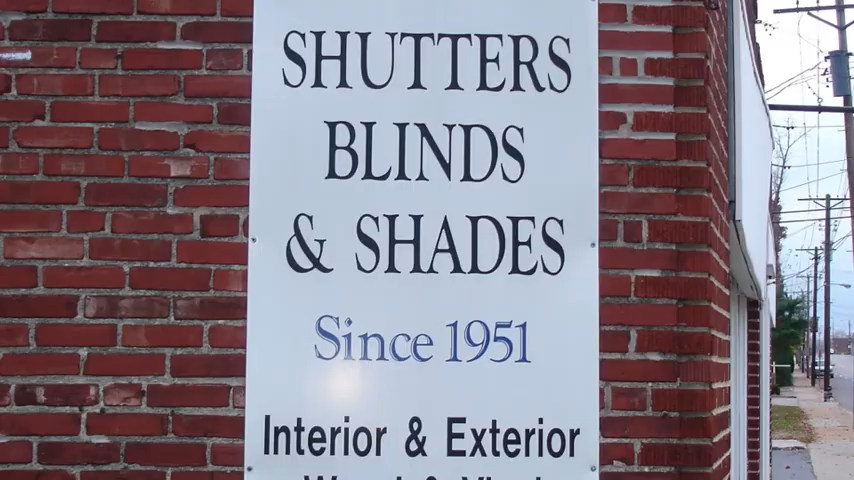 SHUTTERS
BLINDS
& SHADES
Since 1951
Interior & Exterior